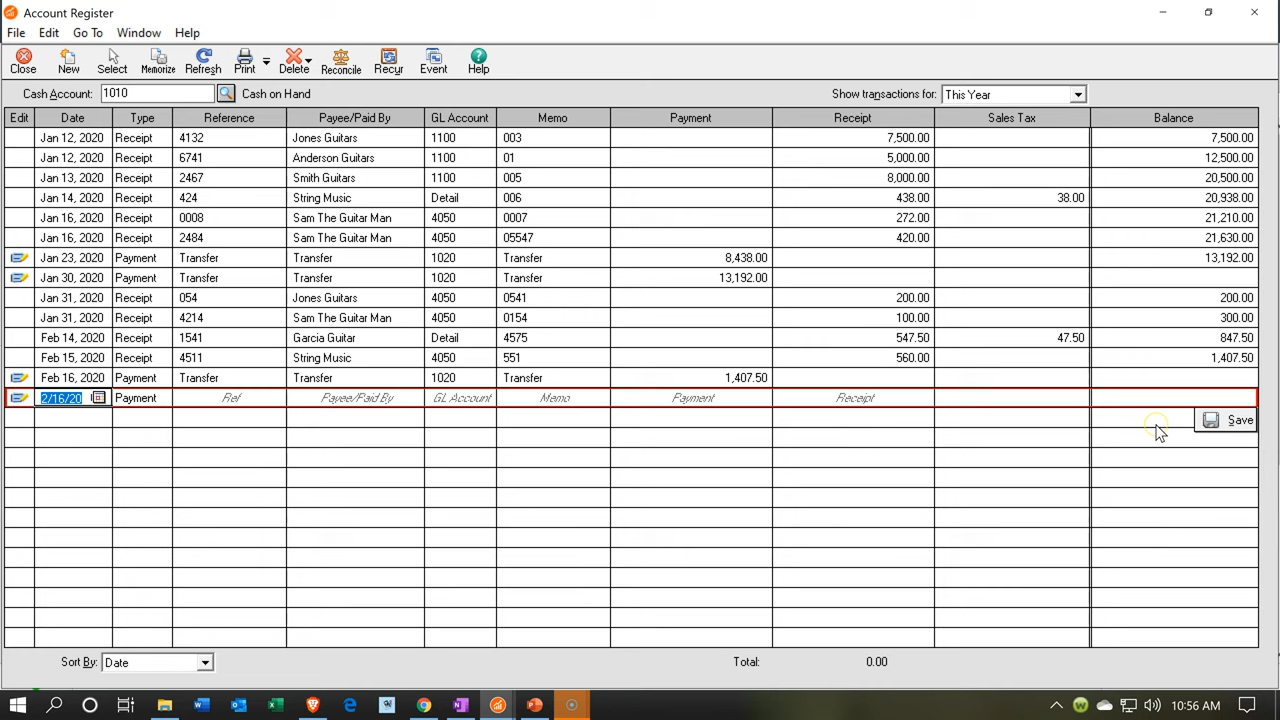 Account Register
File Edit Go To Window Help
Close New Select Memorize Refresh Print Delete Reconcile Recur Event Help
Cash Account: 1010 Cash on Hand Show transactions for: This Year
Edit Date Type Reference Payee/Paid By GL Account Memo Payment Receipt Sales Tax Balance
Jan 12, 2020 Receipt 4132 Jones Guitars 1100 003 7,500.00 7,500.00
Jan 12, 2020 Receipt 6741 Anderson Guitars 1100 01 5,000.00 12,500.00
Jan 13, 2020 Receipt 2467 Smith Guitars 1100 005 8,000.00 20,500.00
Jan 14, 2020 Receipt 424 String Music Detail 006 438.00 38.00 20,938.00
Jan 16, 2020 Receipt 0008 Sam The Guitar Man 4050 0007 272.00 21,210.00
Jan 16, 2020 Receipt 2484 Sam The Guitar Man 4050 05547 420.00 21,630.00
Jan 23, 2020 Payment Transfer Transfer 1020 Transfer 8,438.00 13,192.00
Jan 30, 2020 Payment Transfer Transfer 1020 Transfer 13,192.00
Jan 31, 2020 Receipt 054 Jones Guitars 4050 0541 200.00 200.00
Jan 31, 2020 Receipt 4214 Sam The Guitar Man 4050 0154 100.00 300.00
Feb 14, 2020 Receipt 1541 Garcia Guitar Detail 4575 547.50 47.50 847.50
Feb 15, 2020 Receipt 4511 String Music 4050 551 560.00 1,407.50
Feb 16, 2020 Payment Transfer Transfer 1020 Transfer 1,407.50
2/16/20 Payment Ref Payee/Paid By GL Account Memo Payment Receipt
Save
Sort By: Date Total: 0.00
10:56 AM